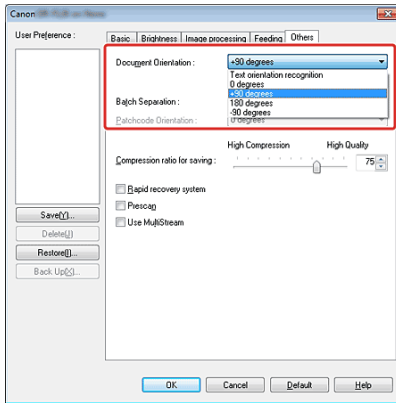 Canon
User Preference :
Basic Brightness Image processing Feeding Others
Document Orientation :
+90 degrees
Text orientation recognition
0 degrees
+90 degrees
180 degrees
-90 degrees
Batch Separation :
Patchcode Orientation :
0 degrees
High Compression High Quality
Compression ratio for saving :
75
Rapid recovery system
Prescan
Use MultiStream
Save(Y)...
Delete(J)
Restore(I)...
Back Up(X)...
OK Cancel Default Help